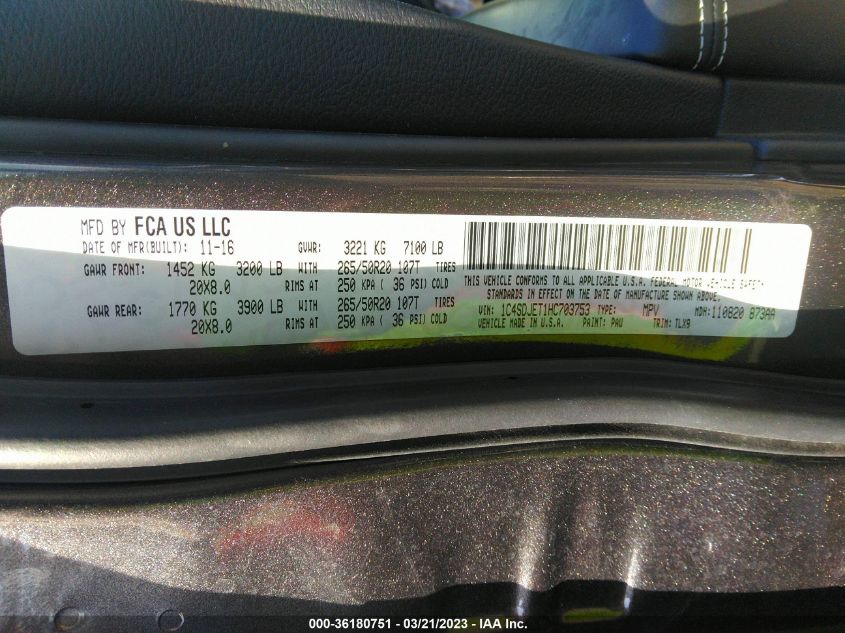 MFD BY FCA US LLC
DATE OF MFR(BUILT): 11-16 GVWR: 3221 KG 7100 LB
GAWR FRONT: 1452 KG 3200 LB WITH 265/50R20 107T TIRES
20X8.0 RIMS AT 250 KPA ( 36 PSI) COLD
GAWR REAR: 1770 KG 3900 LB WITH 265/50R20 107T TIRES
20X8.0 RIMS AT 250 KPA ( 36 PSI) COLD
THIS VEHICLE CONFORMS TO ALL APPLICABLE U.S.A. FEDERAL MOTOR VEHICLE SAFETY
STANDARDS IN EFFECT ON THE DATE OF MANUFACTURE SHOWN ABOVE.
VIN: 1C4SDJET1HC703753 TYPE: MPV MDH: 110820 873AA
VEHICLE MADE IN U.S.A. PAINT: PAU TRIM: TLX9
000-36180751 - 03/21/2023 - IAA Inc.